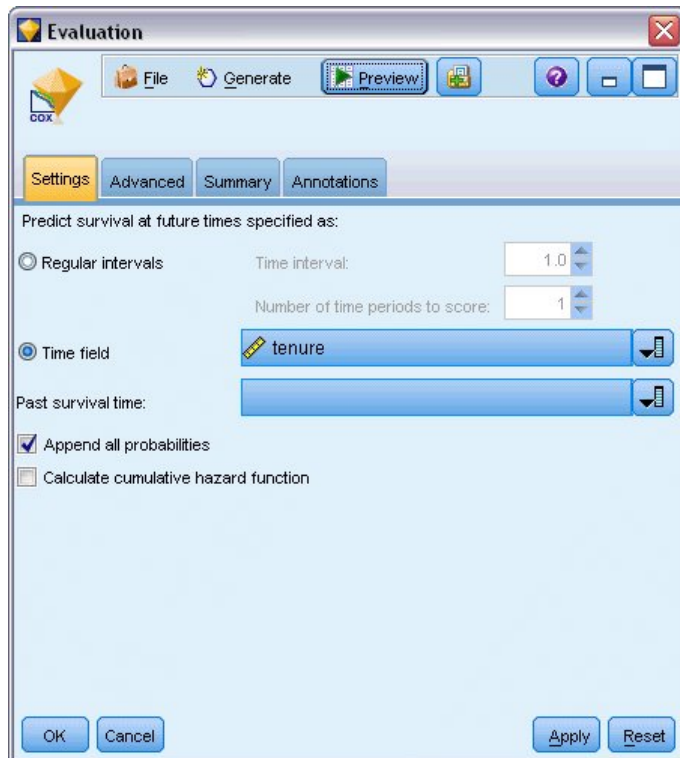 Evaluation
File Generate Preview
COX
Settings Advanced Summary Annotations
Predict survival at future times specified as:
Regular intervals Time interval: 1.0
Number of time periods to score: 1
Time field tenure
Past survival time:
Append all probabilities
Calculate cumulative hazard function
OK Cancel Apply Reset